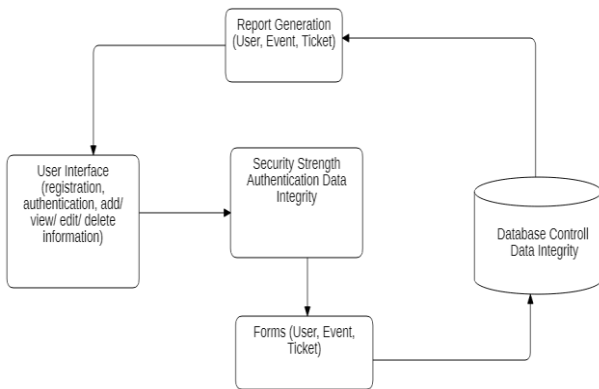 Report Generation
(User, Event, Ticket)
User Interface
(registration,
authentication, add/
view/ edit/ delete
information)
Security Strength
Authentication Data
Integrity
Database Controll
Data Integrity
Forms (User, Event,
Ticket)